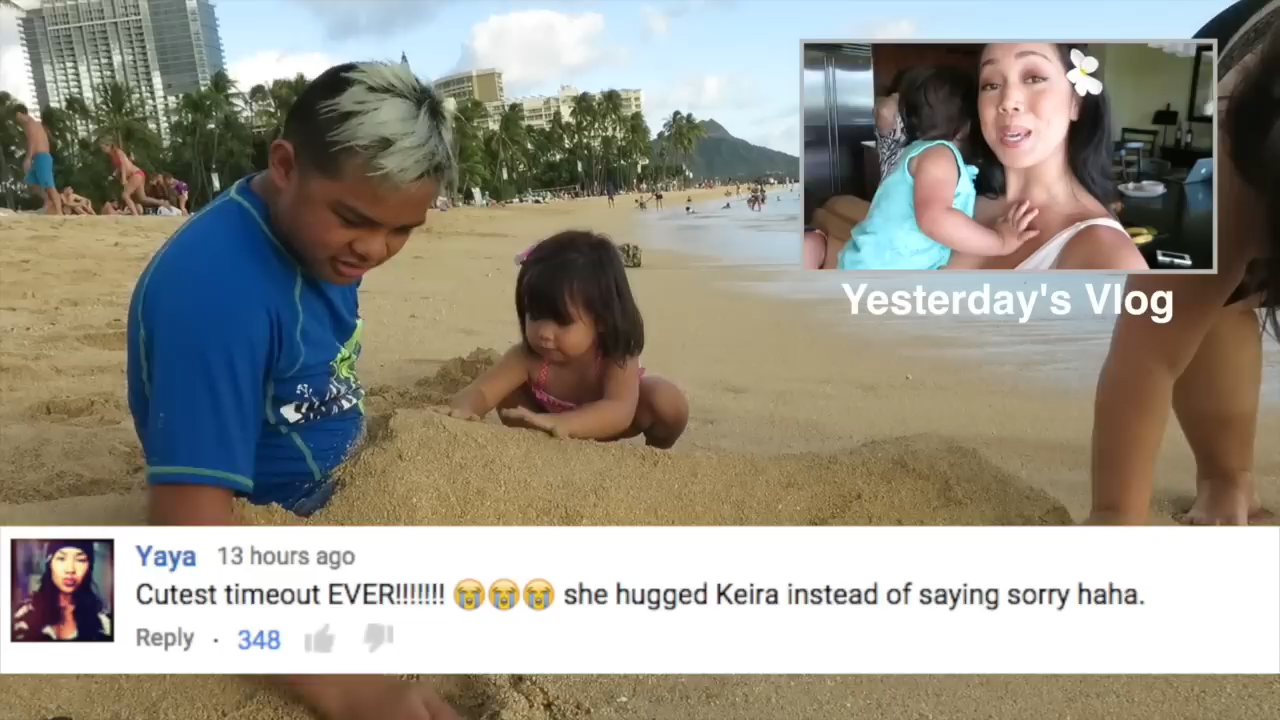 Yesterday's Vlog
Yaya 13 hours ago
Cutest timeout EVER!!!!!!! 😭😭😭 she hugged Keira instead of saying sorry haha.
Reply · 348